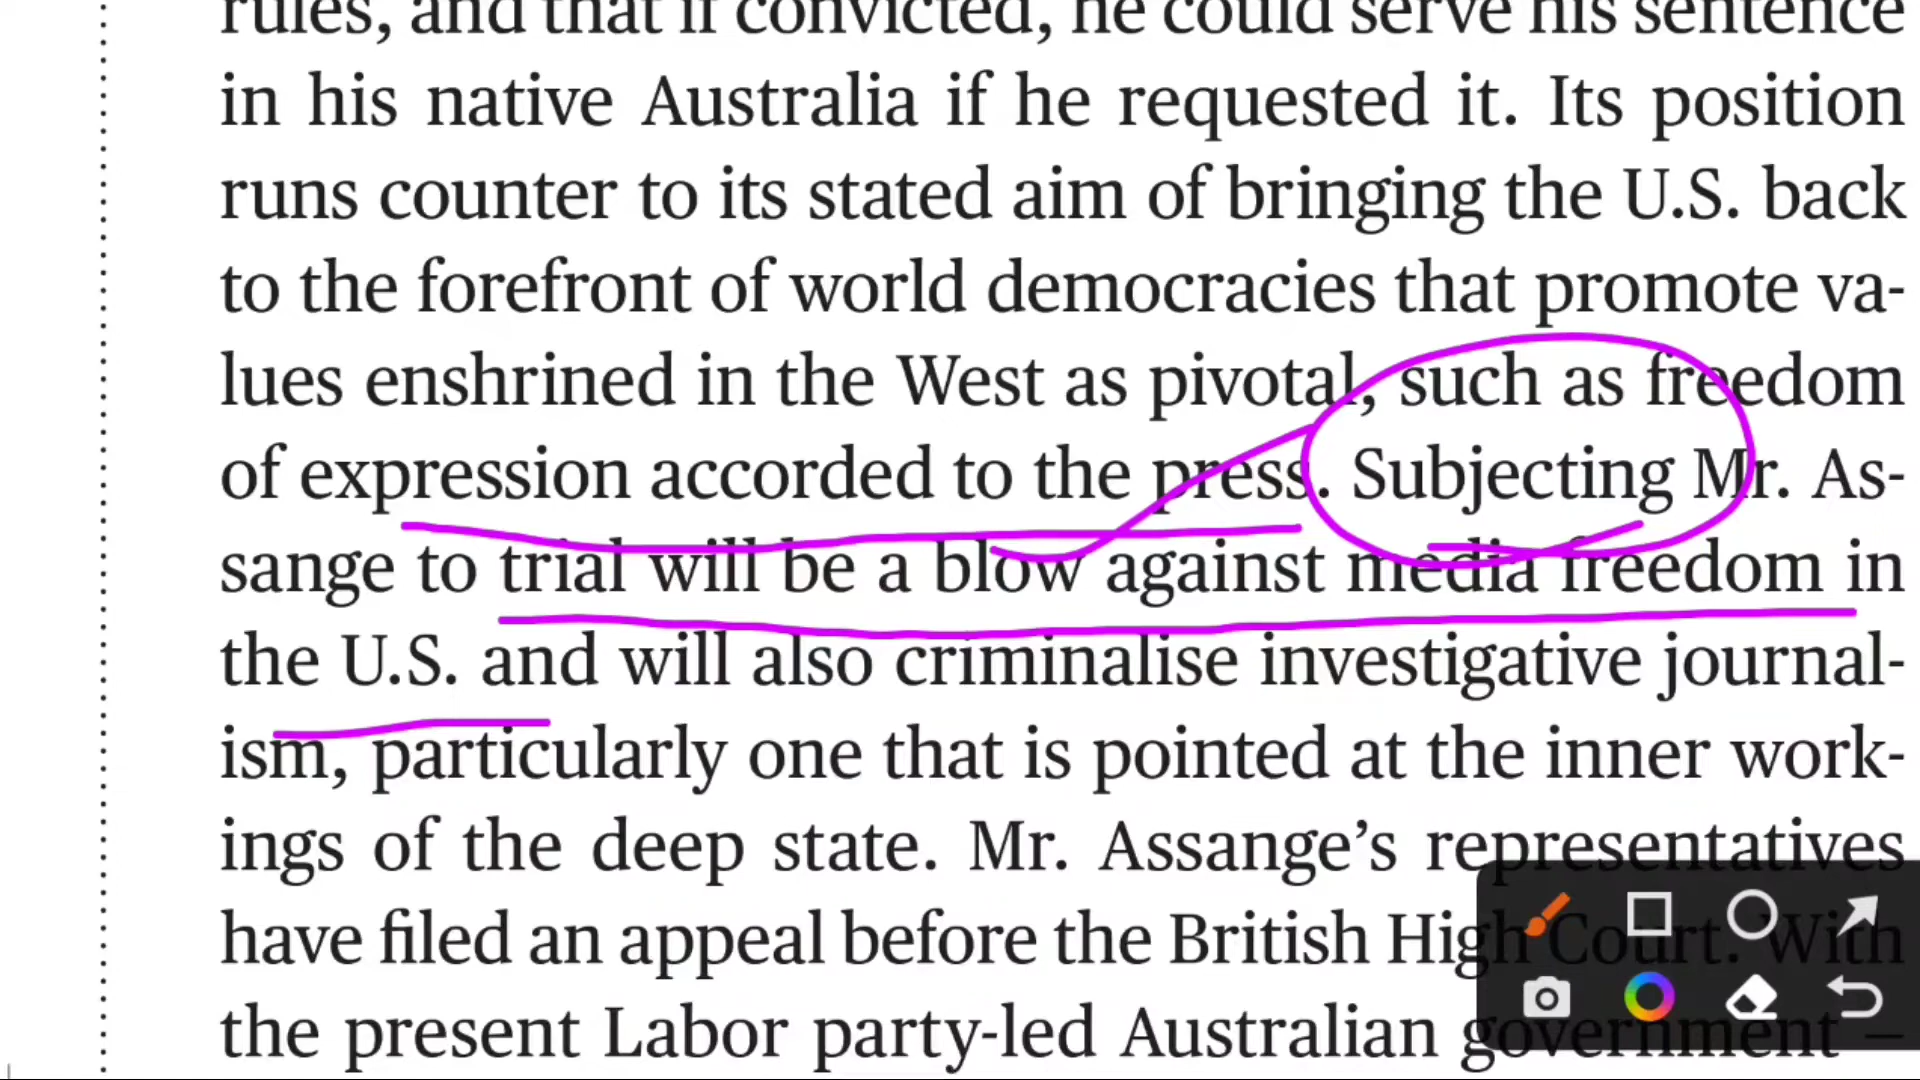 rules, and that if convicted, he could serve his sentence
in his native Australia if he requested it. Its position
runs counter to its stated aim of bringing the U.S. back
to the forefront of world democracies that promote va-
lues enshrined in the West as pivotal, such as freedom
of expression accorded to the press. Subjecting Mr. As-
sange to trial will be a blow against media freedom in
the U.S. and will also criminalise investigative journal-
ism, particularly one that is pointed at the inner work-
ings of the deep state. Mr. Assange’s representatives
have filed an appeal before the British High Court. With
the present Labor party-led Australian government —